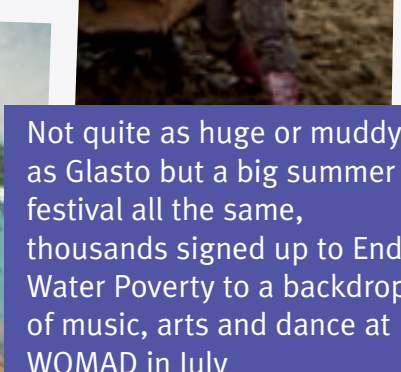 Not quite as huge or muddy
as Glasto but a big summer
festival all the same,
thousands signed up to End
Water Poverty to a backdrop
of music, arts and dance at
WOMAD in July